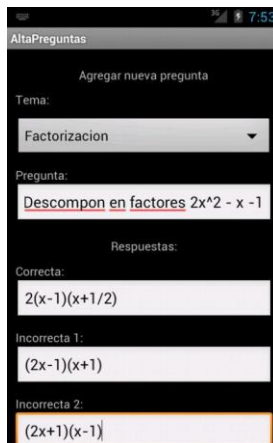 3G 7:53
AltaPreguntas
Agregar nueva pregunta
Tema:
Factorizacion
Pregunta:
Descompon en factores 2x^2 - x -1
Respuestas:
Correcta:
2(x-1)(x+1/2)
Incorrecta 1:
(2x-1)(x+1)
Incorrecta 2:
(2x+1)(x-1)